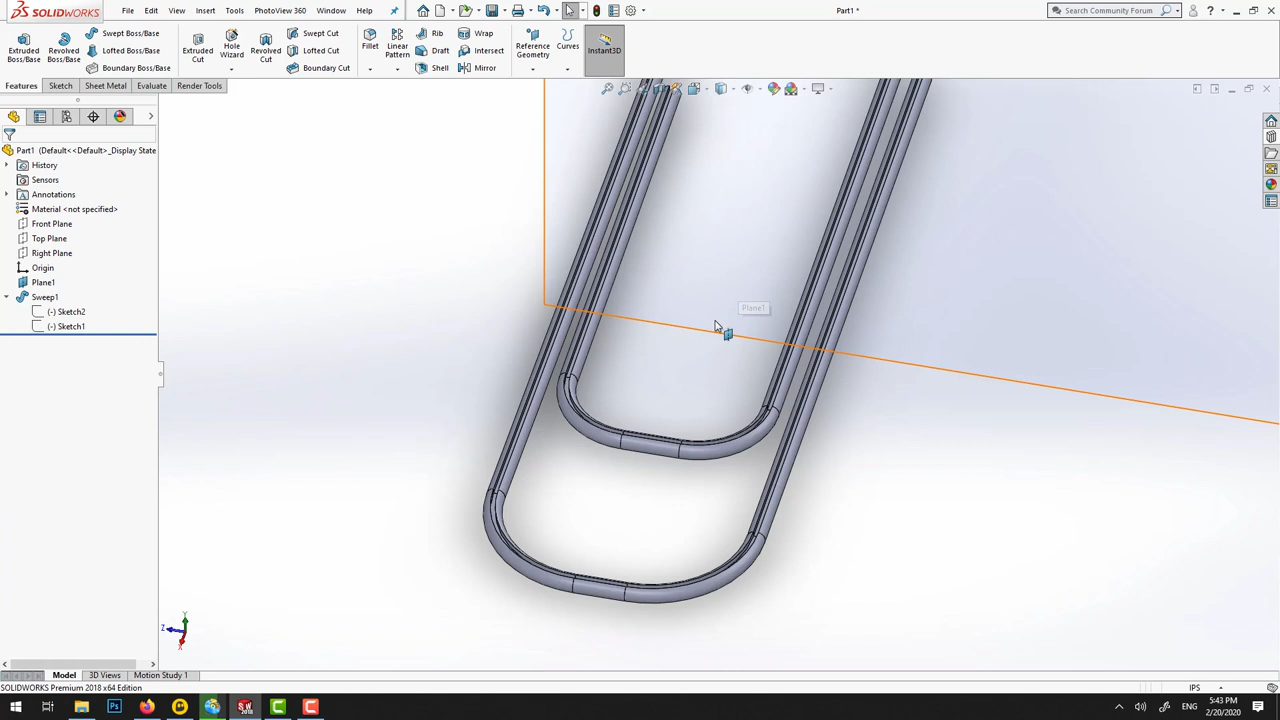 SOLIDWORKS File Edit View Insert Tools PhotoView 360 Window Help Part1 * Search Community Forum ?
Extruded Boss/Base Revolved Boss/Base Swept Boss/Base Lofted Boss/Base Boundary Boss/Base Extruded Cut Hole Wizard Revolved Cut Swept Cut Lofted Cut Boundary Cut Fillet Linear Pattern Rib Draft Shell Wrap Intersect Mirror Reference Geometry Curves Instant3D
Features Sketch Sheet Metal Evaluate Render Tools
Part1 (Default<<Default>_Display State
History
Sensors
Annotations
Material <not specified>
Front Plane
Top Plane
Right Plane
Origin
Plane1
Sweep1
(-) Sketch2
(-) Sketch1
Plane1
Y
Z
X
Model 3D Views Motion Study 1
SOLIDWORKS Premium 2018 x64 Edition IPS
SW 2018 ENG 5:43 PM
2/20/2020